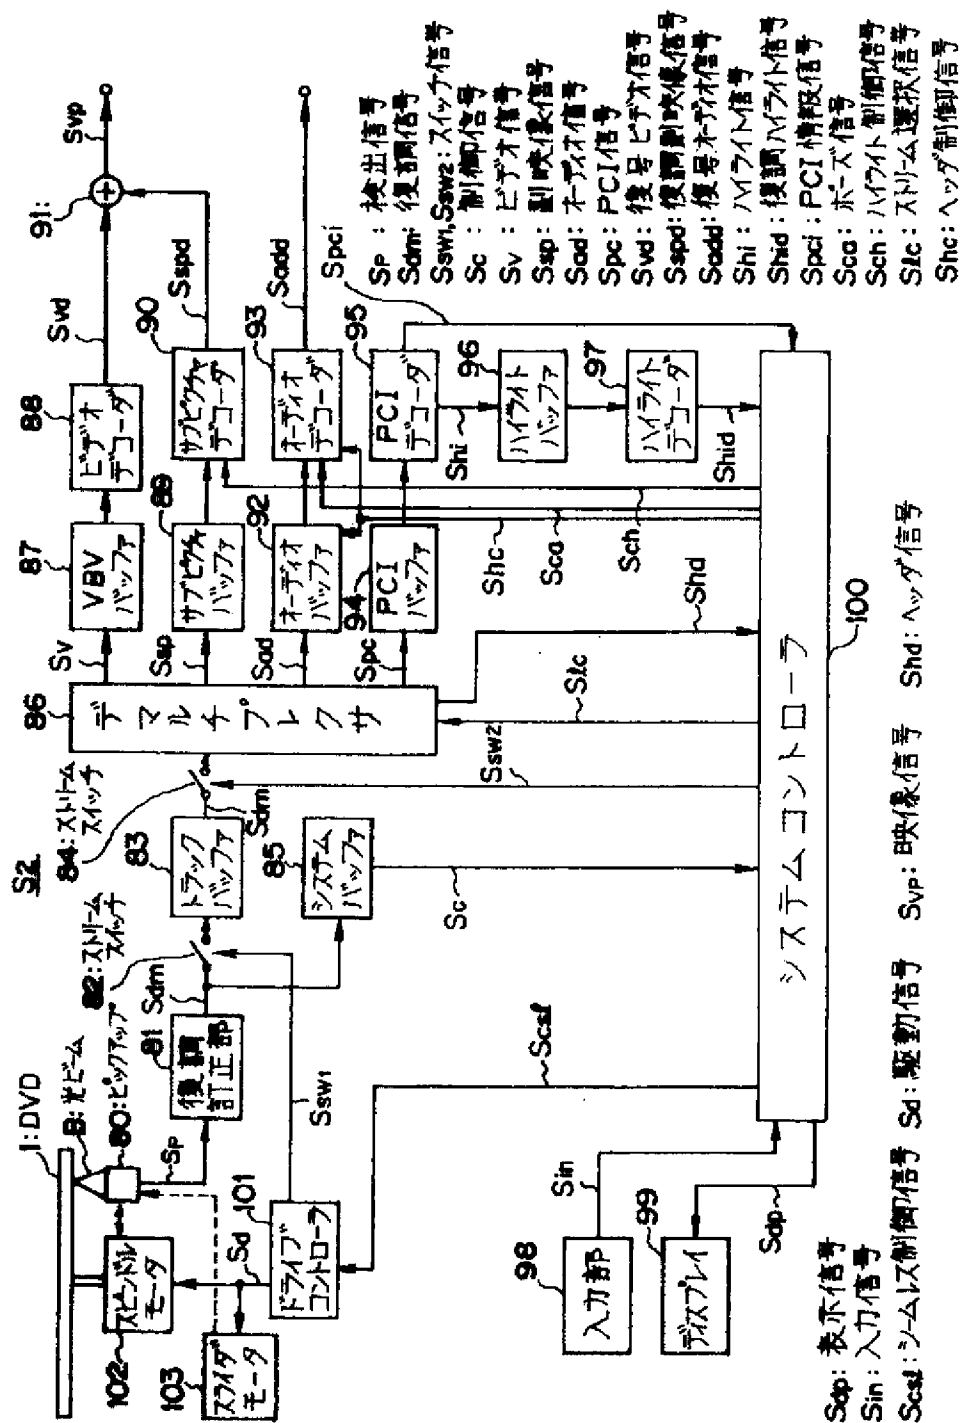 S2
1:DVD
B:光ビーム
80:ピックアップ
82:ストリーム
スイッチ
84:ストリーム
スイッチ
102
スピンドル
モータ
103
スライダ
モータ
101
ドライブ
コントローラ
Sd
Sp
81
復調
訂正部
Sdm
Ssw1
83
トラック
バッファ
Sdm
85
システム
バッファ
Sc
Ssw2
86
デマルチプレクサ
Slc
Shd
Sv
87
VBV
バッファ
88
ビデオ
デコーダ
Svd
91:
Svp
Ssp
89
サブピクチャ
バッファ
90
サブピクチャ
デコーダ
Sspd
Sad
92
オーディオ
バッファ
93
オーディオ
デコーダ
Sadd
Spc
94
PCI
バッファ
95
PCI
デコーダ
Spci
Shi
96
ハイライト
バッファ
97
ハイライト
デコーダ
Shid
Shc
Sca
Sch
Scsl
98
入力部
Sin
99
ディスプレイ
Sdp
システムコントローラ
100
Sp : 検出信号
Sdm: 復調信号
Ssw1,Ssw2: スイッチ信号
Sc : 制御信号
Sv : ビデオ信号
Ssp: 副映像信号
Sad: オーディオ信号
Spc: PCI信号
Svd: 復号ビデオ信号
Sspd: 復調副映像信号
Sadd: 復号オーディオ信号
Shi: ハイライト信号
Shid: 復調ハイライト信号
Spci: PCI情報信号
Sca: ポーズ信号
Sch: ハイライト制御信号
Slc: ストリーム選択信号
Shc: ヘッダ制御信号
Sdp: 表示信号
Sin: 入力信号
Scsl: シームレス制御信号 Sd: 駆動信号 Svp: 映像信号 Shd: ヘッダ信号